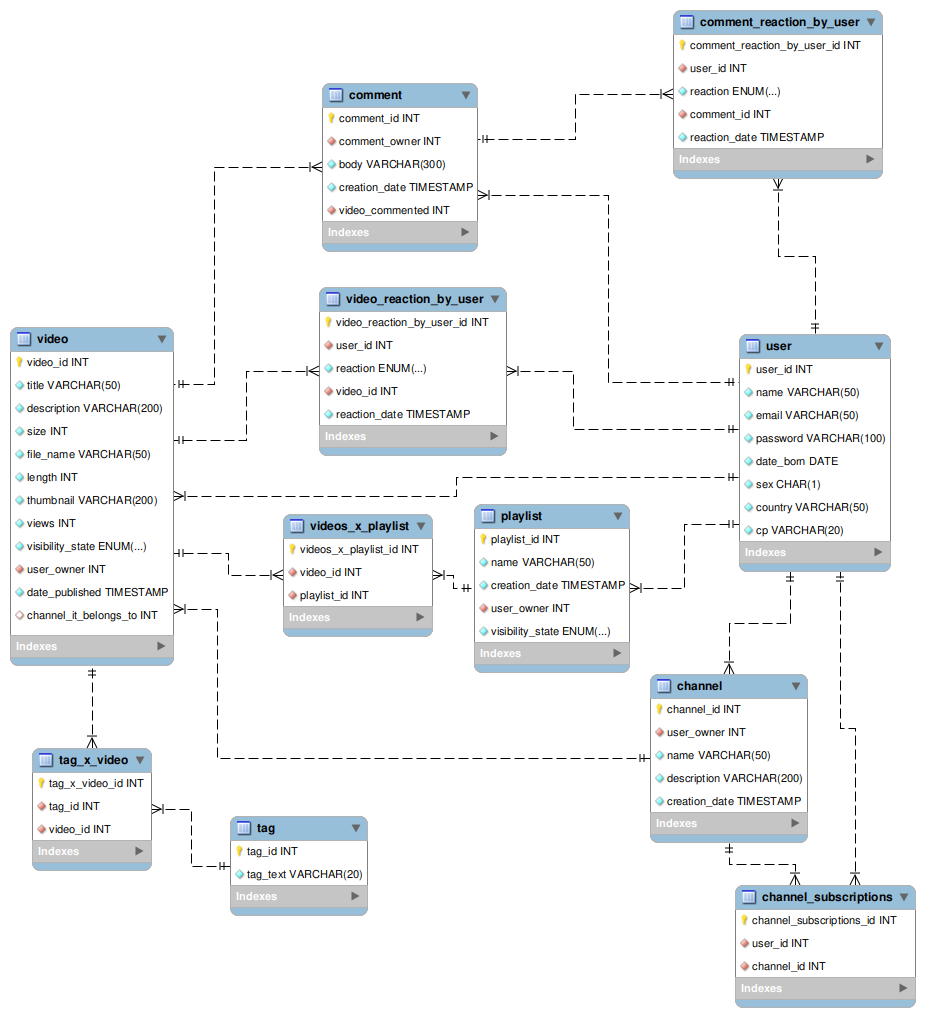 comment_reaction_by_user
comment_reaction_by_user_id INT
user_id INT
reaction ENUM(...)
comment_id INT
reaction_date TIMESTAMP
Indexes
comment
comment_id INT
comment_owner INT
body VARCHAR(300)
creation_date TIMESTAMP
video_commented INT
Indexes
video_reaction_by_user
video_reaction_by_user_id INT
user_id INT
reaction ENUM(...)
video_id INT
reaction_date TIMESTAMP
Indexes
video
video_id INT
title VARCHAR(50)
description VARCHAR(200)
size INT
file_name VARCHAR(50)
length INT
thumbnail VARCHAR(200)
views INT
visibility_state ENUM(...)
user_owner INT
date_published TIMESTAMP
channel_it_belongs_to INT
Indexes
user
user_id INT
name VARCHAR(50)
email VARCHAR(50)
password VARCHAR(100)
date_born DATE
sex CHAR(1)
country VARCHAR(50)
cp VARCHAR(20)
Indexes
videos_x_playlist
videos_x_playlist_id INT
video_id INT
playlist_id INT
Indexes
playlist
playlist_id INT
name VARCHAR(50)
creation_date TIMESTAMP
user_owner INT
visibility_state ENUM(...)
Indexes
channel
channel_id INT
user_owner INT
name VARCHAR(50)
description VARCHAR(200)
creation_date TIMESTAMP
Indexes
tag_x_video
tag_x_video_id INT
tag_id INT
video_id INT
Indexes
tag
tag_id INT
tag_text VARCHAR(20)
Indexes
channel_subscriptions
channel_subscriptions_id INT
user_id INT
channel_id INT
Indexes